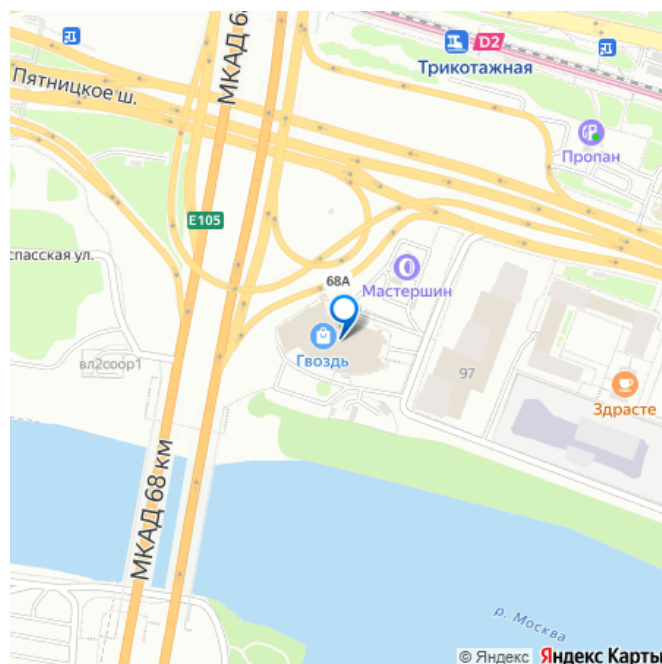 МКАД 6
D2
Трикотажная
Пятницкое ш.
Пропан
E105
спасская ул.
68А
Мастершин
Гвоздь
вл2соор1
97
Здрасте
МКАД 68 км
р. Москва
© Яндекс Яндекс Карты